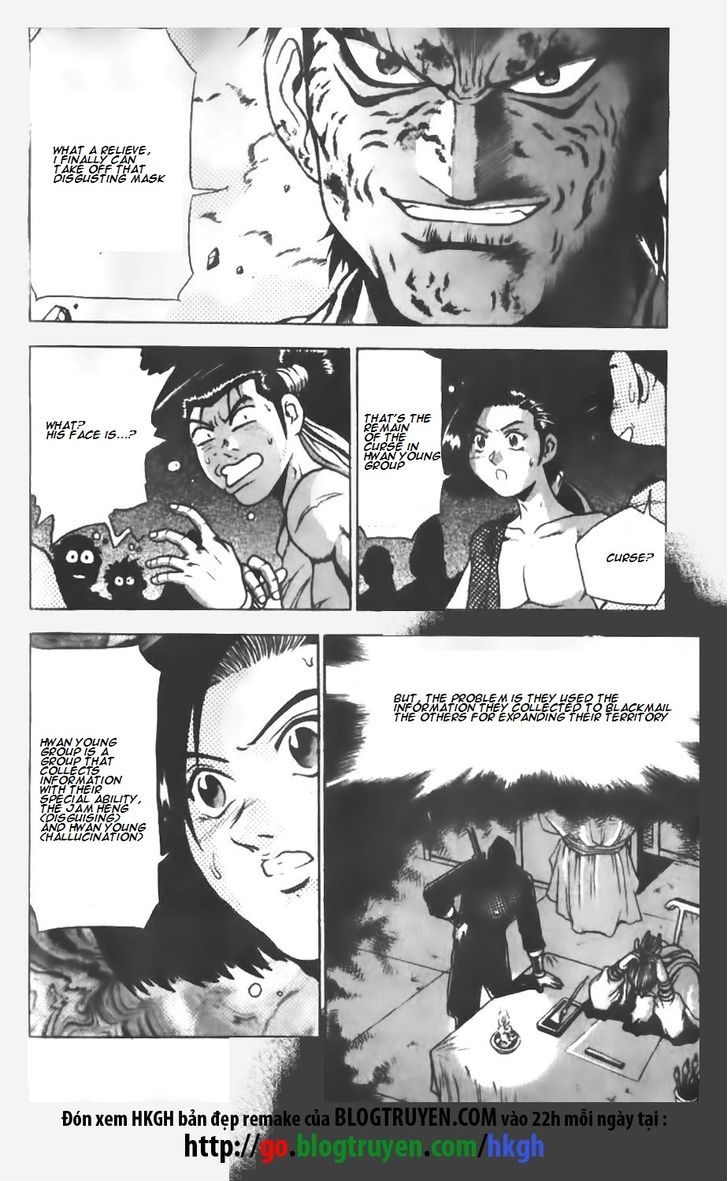 WHAT A RELIEVE,
I FINALLY CAN
TAKE OFF THAT
DISGUSTING MASK
WHAT?
HIS FACE IS...?
THAT'S THE
REMAIN
OF THE
CURSE IN
HWAN YOUNG
GROUP
CURSE?
HWAN YOUNG
GROUP IS A
GROUP THAT
COLLECTS
INFORMATION
WITH THEIR
SPECIAL ABILITY,
THE JAM HENG
(DISGUISING)
AND HWAN YOUNG
(HALLUCINATION)
BUT, THE PROBLEM IS THEY USED THE
INFORMATION THEY COLLECTED TO BLACKMAIL
THE OTHERS FOR EXPANDING THEIR TERRITORY
Đón xem HKGH bản đẹp remake của BLOGTRUYEN.COM vào 22h mỗi ngày tại :
http://go.blogtruyen.com/hkgh